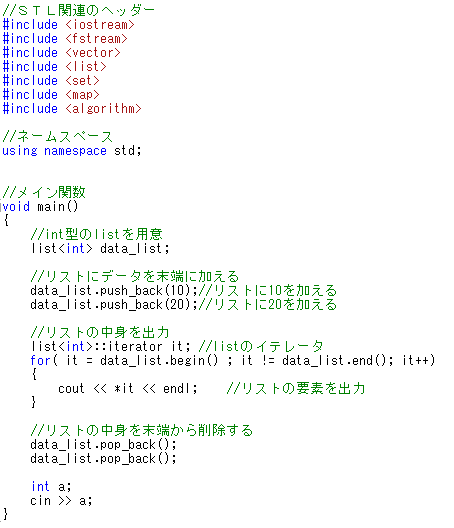 //ＳＴＬ関連のヘッダー
#include <iostream>
#include <fstream>
#include <vector>
#include <list>
#include <set>
#include <map>
#include <algorithm>
//ネームスペース
using namespace std;
//メイン関数
void main()
{
//int型のlistを用意
list<int> data_list;
//リストにデータを末端に加える
data_list.push_back(10);//リストに10を加える
data_list.push_back(20);//リストに20を加える
//リストの中身を出力
list<int>::iterator it; //listのイテレータ
for( it = data_list.begin() ; it != data_list.end(); it++)
{
cout << *it << endl; //リストの要素を出力
}
//リストの中身を末端から削除する
data_list.pop_back();
data_list.pop_back();
int a;
cin >> a;
}